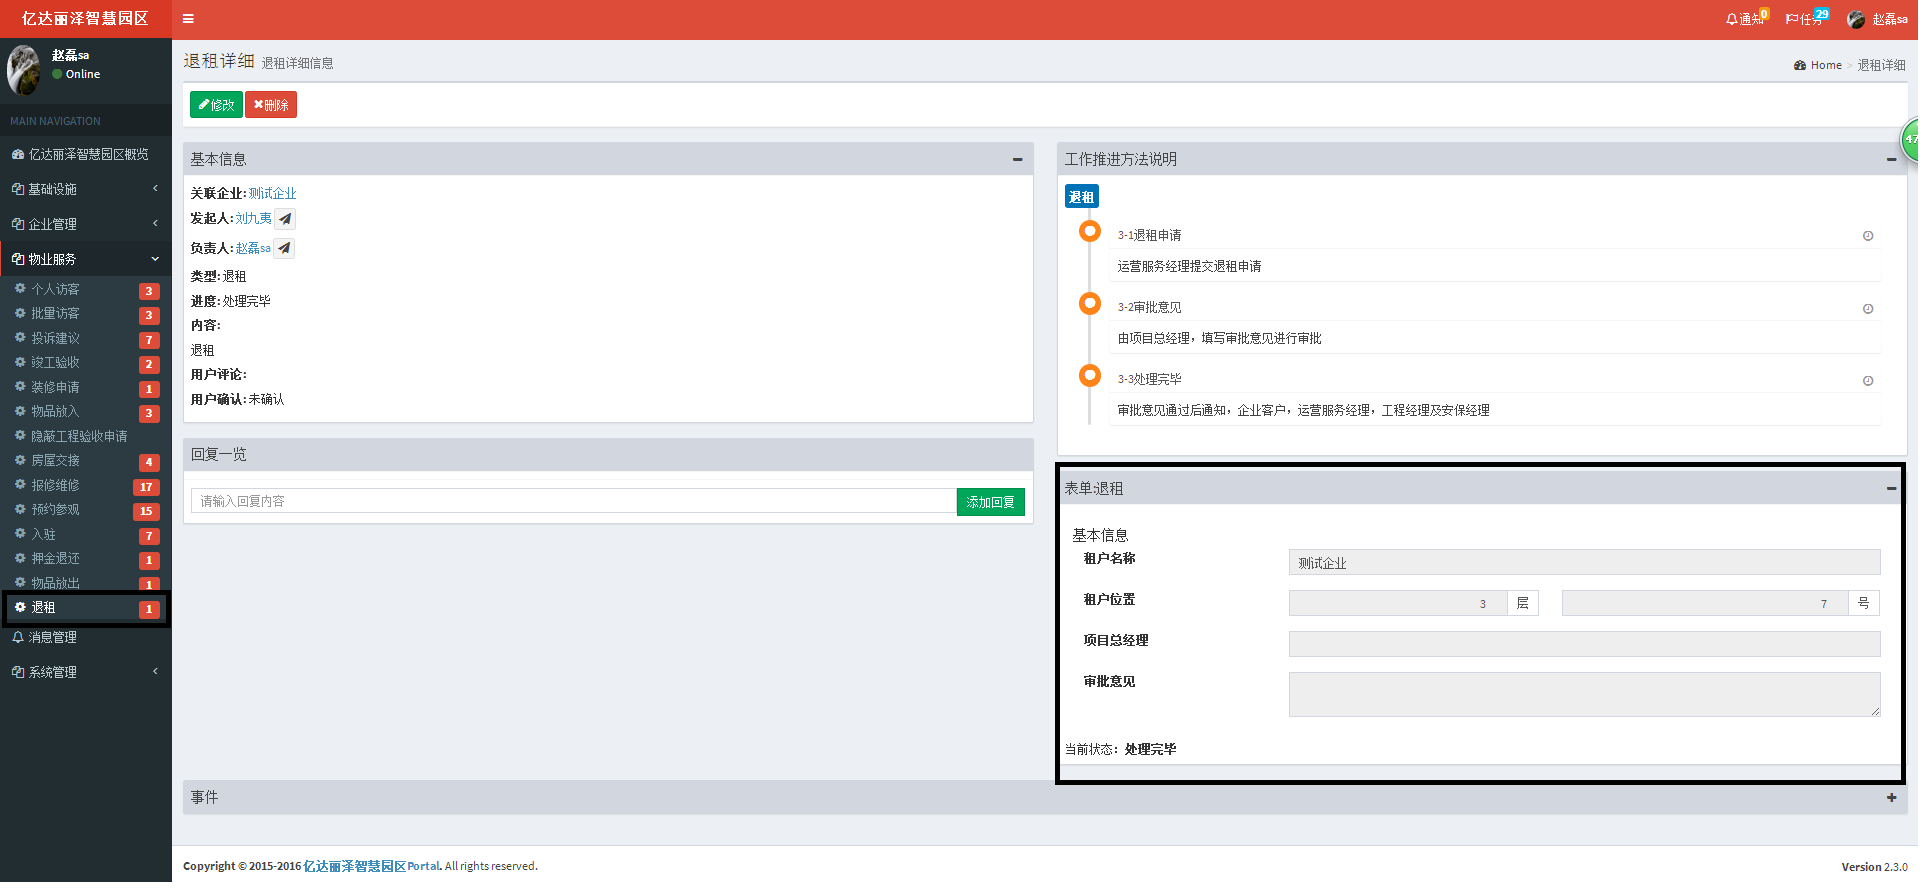 亿达丽泽智慧园区
通知 0
任务 29
赵磊sa
赵磊sa
Online
MAIN NAVIGATION
亿达丽泽智慧园区概览
基础设施
企业管理
物业服务
个人访客 3
批量访客 3
投诉建议 7
竣工验收 2
装修申请 1
物品放入 3
隐蔽工程验收申请
房屋交接 4
报修维修 17
预约参观 15
入驻 7
押金退还 1
物品放出 1
退租 1
消息管理
系统管理
退租详细 退租详细信息
Home > 退租详细
修改 删除
基本信息
关联企业: 测试企业
发起人: 刘九夷
负责人: 赵磊sa
类型: 退租
进度: 处理完毕
内容:
退租
用户评论:
用户确认: 未确认
回复一览
请输入回复内容 添加回复
工作推进方法说明
47
退租
3-1退租申请
运营服务经理提交退租申请
3-2审批意见
由项目总经理，填写审批意见进行审批
3-3处理完毕
审批意见通过后通知，企业客户，运营服务经理，工程经理及安保经理
表单:退租
基本信息
租户名称 测试企业
租户位置 3 层 7 号
项目总经理
审批意见
当前状态：处理完毕
事件
Copyright © 2015-2016 亿达丽泽智慧园区Portal. All rights reserved.
Version 2.3.0